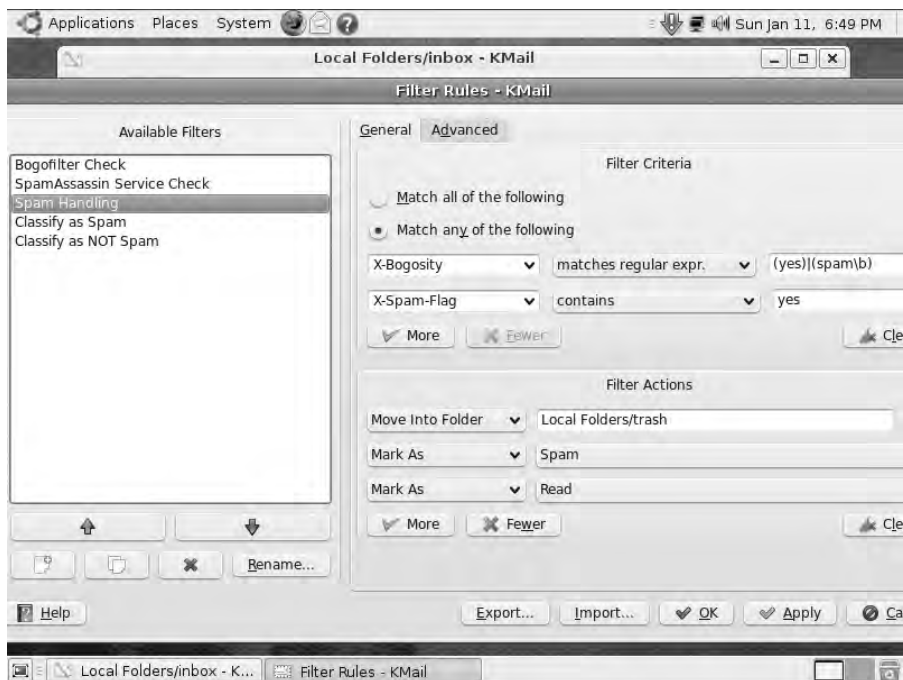 Applications Places System Sun Jan 11, 6:49 PM
Local Folders/inbox - KMail
Filter Rules - KMail
Available Filters
Bogofilter Check
SpamAssassin Service Check
Spam Handling
Classify as Spam
Classify as NOT Spam
Rename...
General Advanced
Filter Criteria
Match all of the following
Match any of the following
X-Bogosity matches regular expr. (yes)|(spam\b)
X-Spam-Flag contains yes
More Fewer Cle
Filter Actions
Move Into Folder Local Folders/trash
Mark As Spam
Mark As Read
More Fewer Cle
Help Export... Import... OK Apply Ca
Local Folders/inbox - K... Filter Rules - KMail